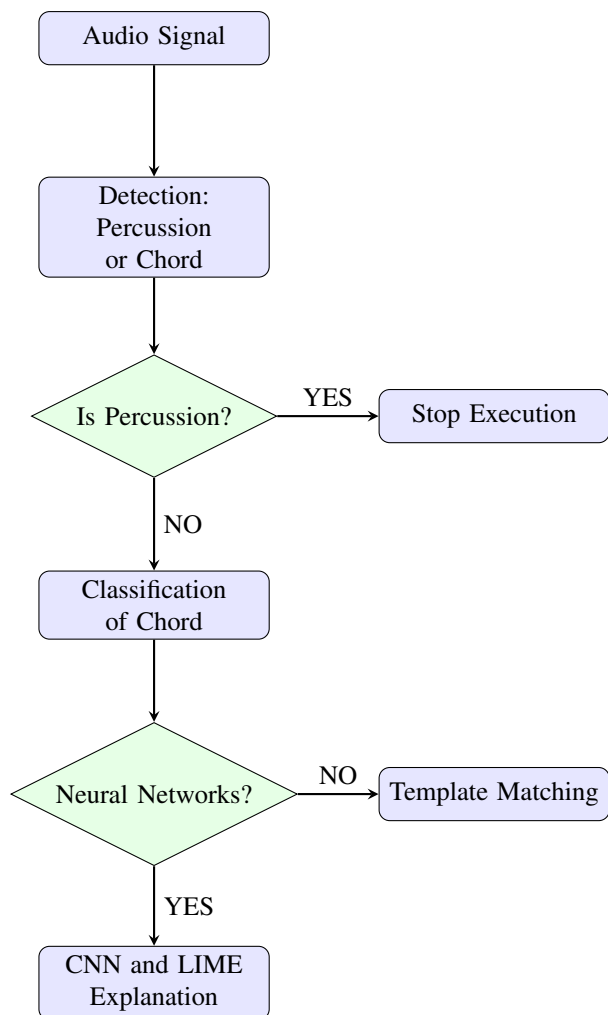 Audio Signal
Detection:
Percussion
or Chord
Is Percussion?
YES
Stop Execution
NO
Classification
of Chord
Neural Networks?
NO
Template Matching
YES
CNN and LIME
Explanation